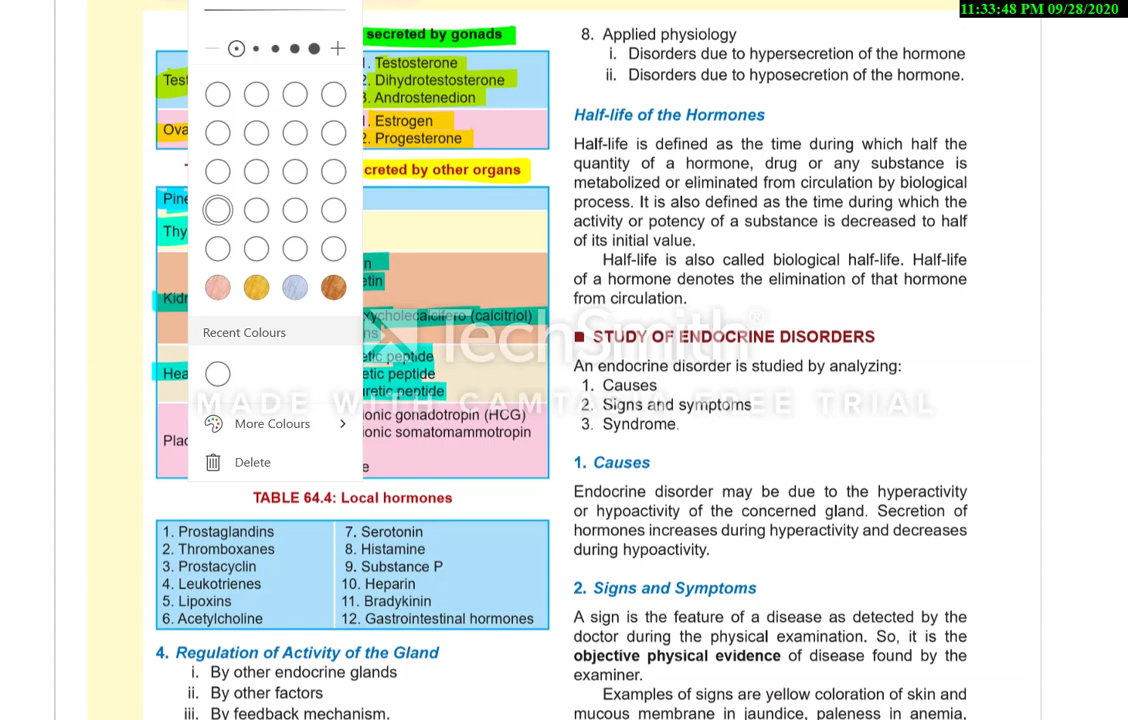 11:33:48 PM 09/28/2020
secreted by gonads
Test
1. Testosterone
2. Dihydrotestosterone
3. Androstenedion
Ova
1. Estrogen
2. Progesterone
creted by other organs
Pine
Thy
Kidn
n
etin
xycholecalcifero (calcitriol)
ns
Hea
etic peptide
etic peptide
uretic peptide
Plac
ionic gonadotropin (HCG)
ionic somatomammotropin
e
Recent Colours
More Colours
Delete
TABLE 64.4: Local hormones
1. Prostaglandins
2. Thromboxanes
3. Prostacyclin
4. Leukotrienes
5. Lipoxins
6. Acetylcholine
7. Serotonin
8. Histamine
9. Substance P
10. Heparin
11. Bradykinin
12. Gastrointestinal hormones
4. Regulation of Activity of the Gland
i. By other endocrine glands
ii. By other factors
iii. By feedback mechanism.
8. Applied physiology
i. Disorders due to hypersecretion of the hormone
ii. Disorders due to hyposecretion of the hormone.
Half-life of the Hormones
Half-life is defined as the time during which half the
quantity of a hormone, drug or any substance is
metabolized or eliminated from circulation by biological
process. It is also defined as the time during which the
activity or potency of a substance is decreased to half
of its initial value.
Half-life is also called biological half-life. Half-life
of a hormone denotes the elimination of that hormone
from circulation.
STUDY OF ENDOCRINE DISORDERS
An endocrine disorder is studied by analyzing:
1. Causes
2. Signs and symptoms
3. Syndrome.
1. Causes
Endocrine disorder may be due to the hyperactivity
or hypoactivity of the concerned gland. Secretion of
hormones increases during hyperactivity and decreases
during hypoactivity.
2. Signs and Symptoms
A sign is the feature of a disease as detected by the
doctor during the physical examination. So, it is the
objective physical evidence of disease found by the
examiner.
Examples of signs are yellow coloration of skin and
mucous membrane in jaundice, paleness in anemia,
TechSmith®
MADE WITH CAMTASIA FREE TRIAL